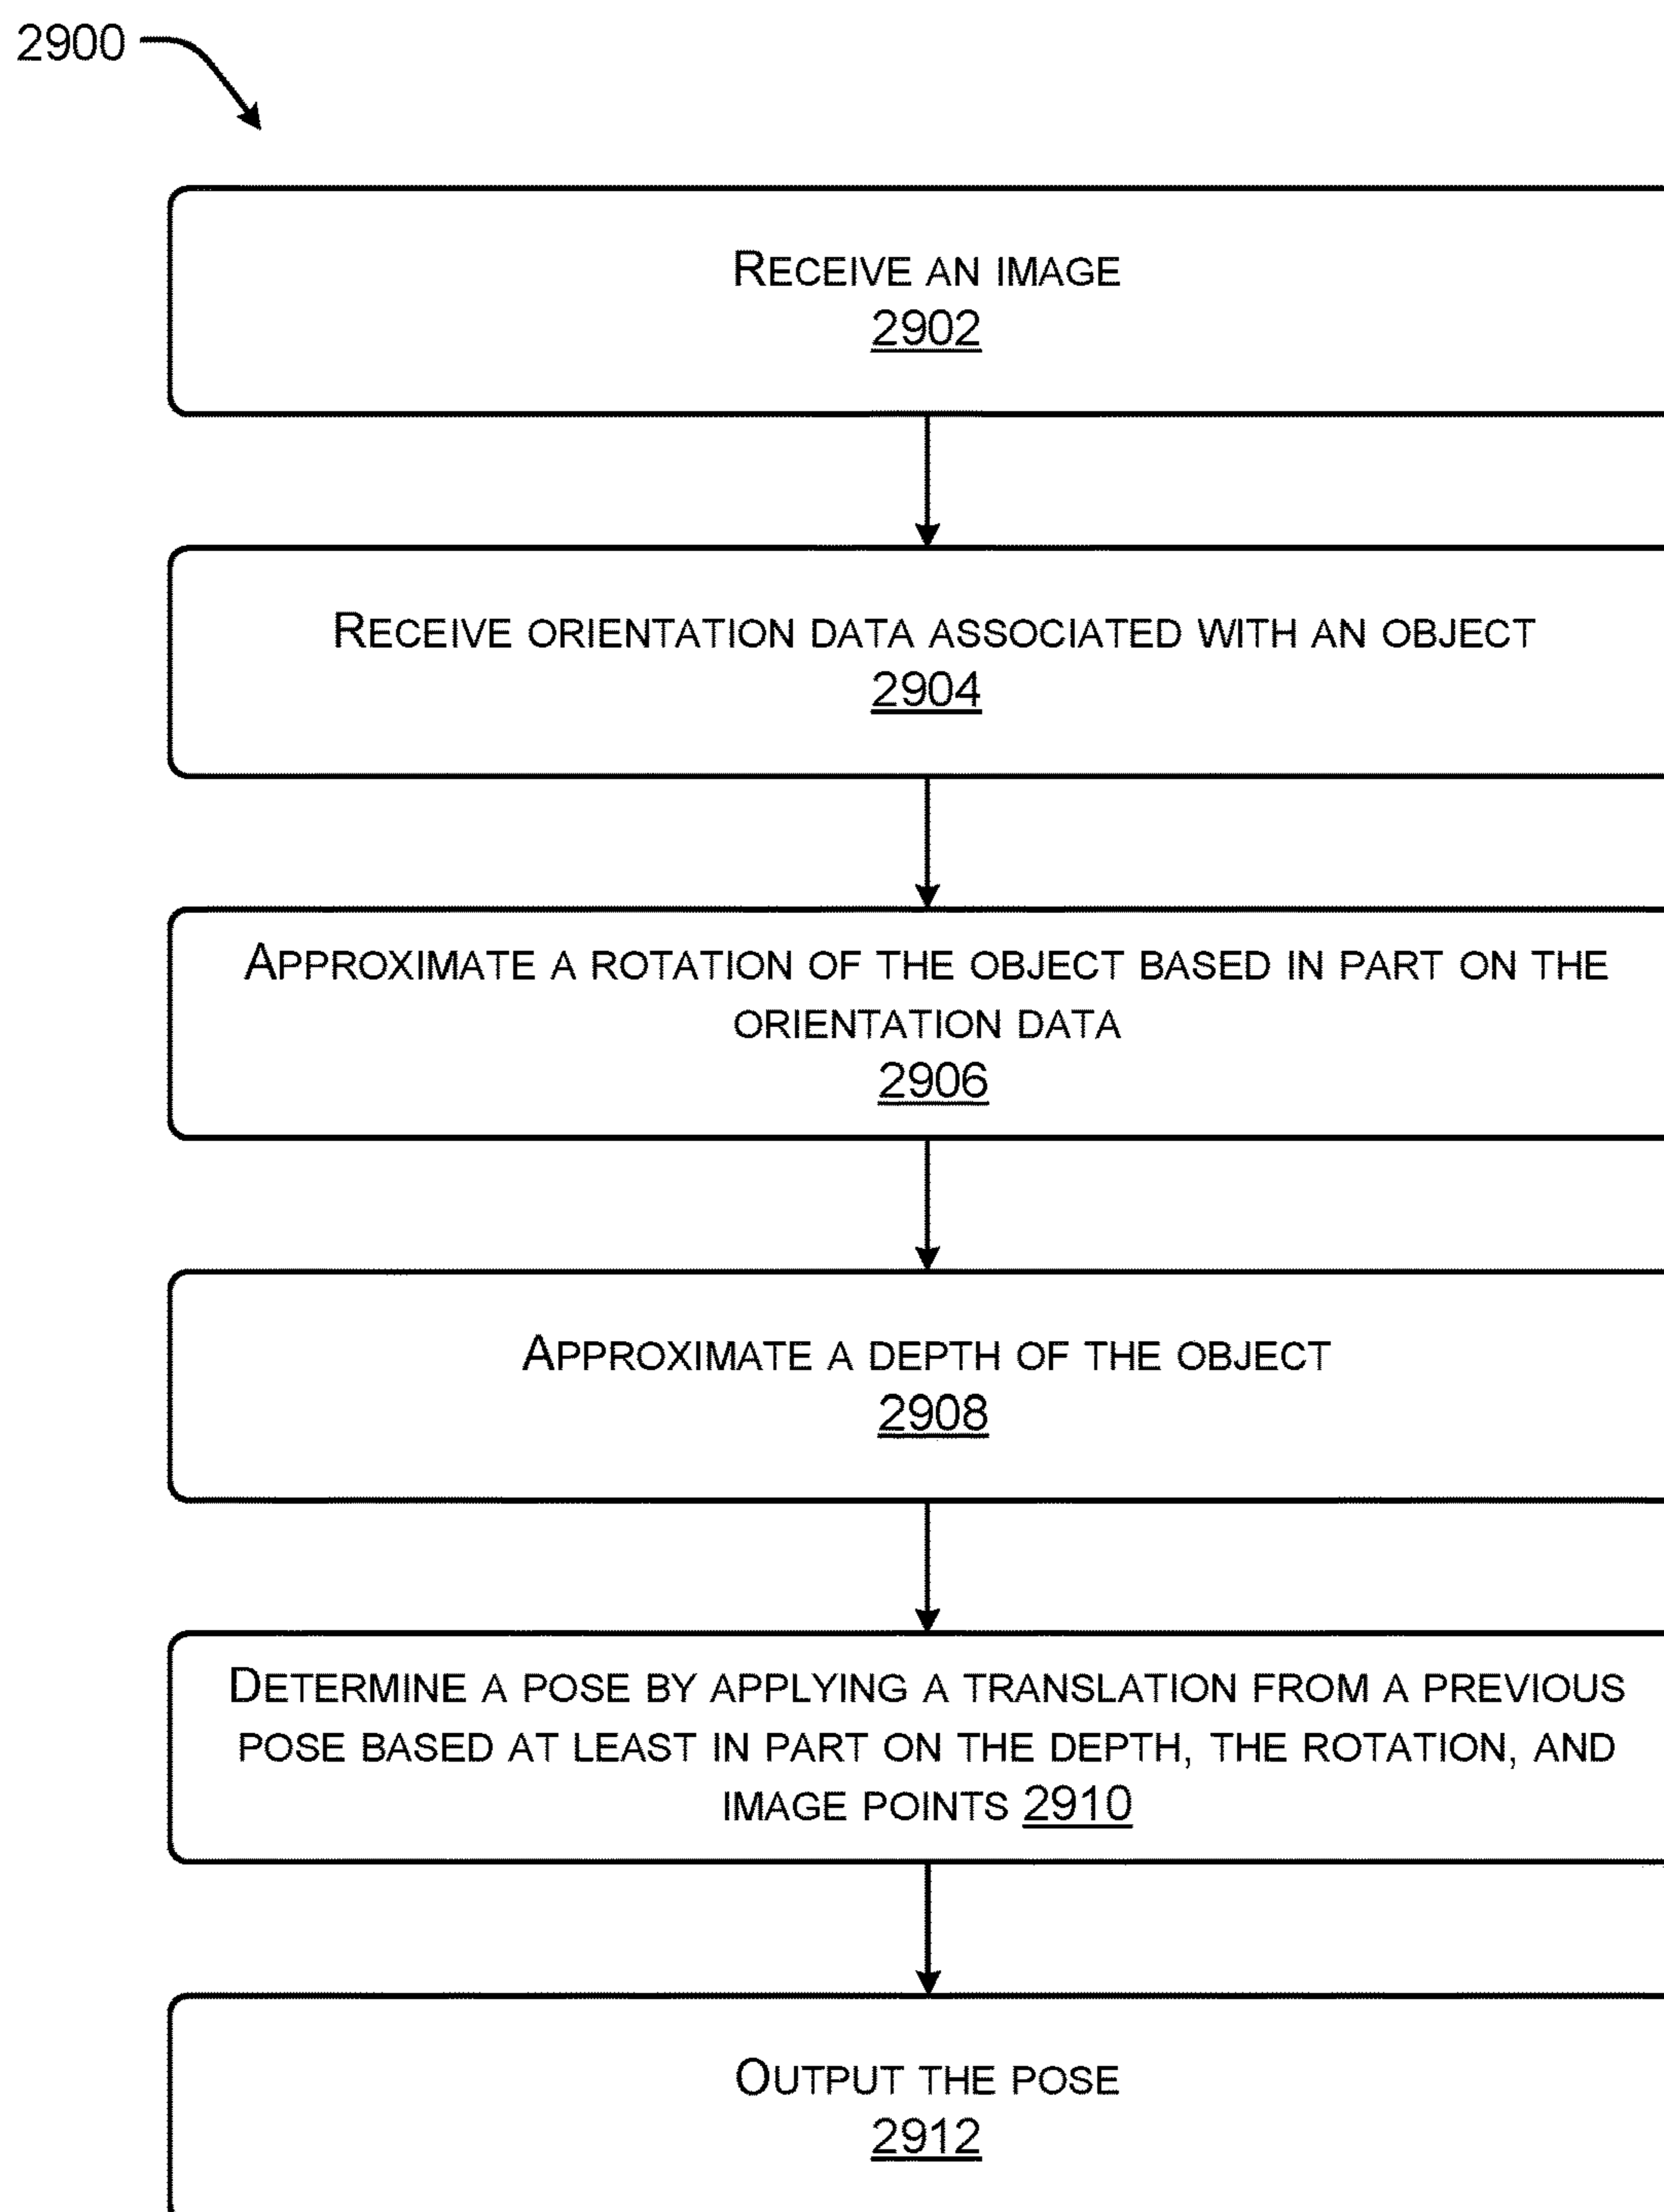 2900
RECEIVE AN IMAGE
2902
RECEIVE ORIENTATION DATA ASSOCIATED WITH AN OBJECT
2904
APPROXIMATE A ROTATION OF THE OBJECT BASED IN PART ON THE
ORIENTATION DATA
2906
APPROXIMATE A DEPTH OF THE OBJECT
2908
DETERMINE A POSE BY APPLYING A TRANSLATION FROM A PREVIOUS
POSE BASED AT LEAST IN PART ON THE DEPTH, THE ROTATION, AND
IMAGE POINTS 2910
OUTPUT THE POSE
2912